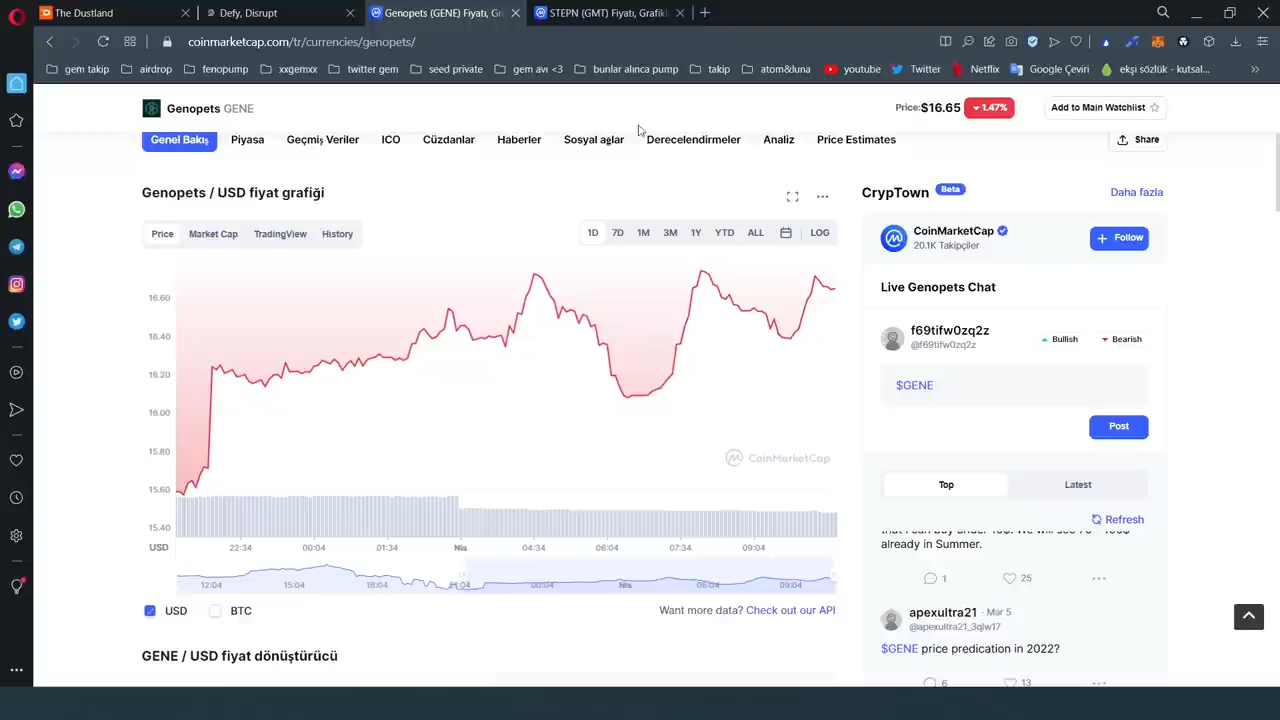 The Dustland
Defy, Disrupt
Genopets (GENE) Fiyatı, Gr
STEPN (GMT) Fiyatı, Grafikl
coinmarketcap.com/tr/currencies/genopets/
gem takip
airdrop
fenopump
xxgemxx
twitter gem
seed private
gem avı <3
bunlar alınca pump
takip
atom&luna
youtube
Twitter
Netflix
Google Çeviri
ekşi sözlük - kutsal...
Genopets GENE
Price:$16.65
1.47%
Add to Main Watchlist
Genel Bakış
Piyasa
Geçmiş Veriler
ICO
Cüzdanlar
Haberler
Sosyal ağlar
Derecelendirmeler
Analiz
Price Estimates
Share
Genopets / USD fiyat grafiği
Price
Market Cap
TradingView
History
1D
7D
1M
3M
1Y
YTD
ALL
LOG
16.60
16.40
16.20
16.00
15.80
15.60
15.40
CoinMarketCap
USD
22:34
00:04
01:34
Nis
04:34
06:04
07:34
09:04
12:04
15:04
18:04
21:04
00:04
Nis
06:04
09:04
USD
BTC
Want more data? Check out our API
GENE / USD fiyat dönüştürücü
CrypTown
Beta
Daha fazla
CoinMarketCap
20.1K Takipçiler
+ Follow
Live Genopets Chat
f69tifw0zq2z
@f69tifw0zq2z
Bullish
Bearish
$GENE
Post
Top
Latest
Refresh
already in Summer.
1
25
apexultra21 · Mar 5
@apexultra21_3qlw17
$GENE price predication in 2022?
6
13